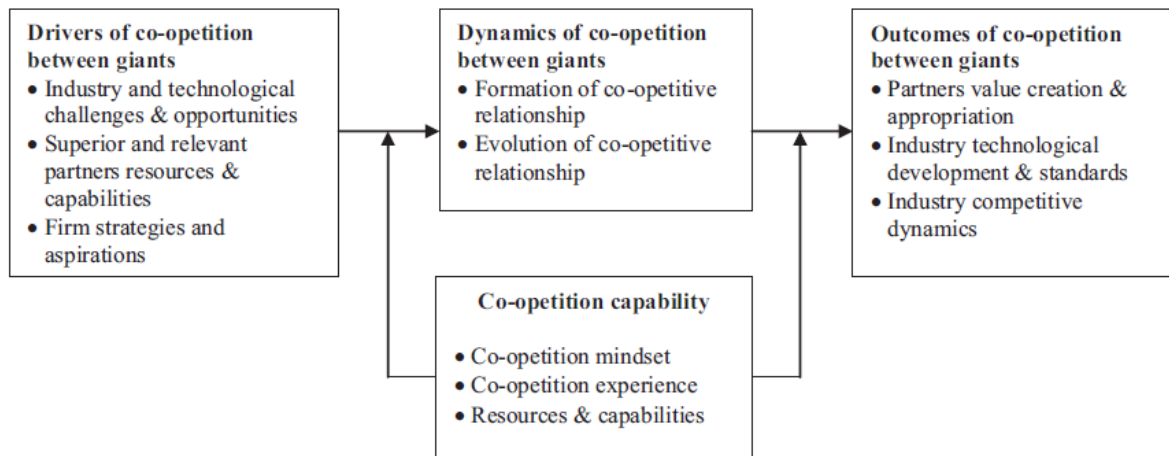 Drivers of co-opetition
between giants
• Industry and technological
challenges & opportunities
• Superior and relevant
partners resources &
capabilities
• Firm strategies and
aspirations
Dynamics of co-opetition
between giants
• Formation of co-opetitive
relationship
• Evolution of co-opetitive
relationship
Outcomes of co-opetition
between giants
• Partners value creation &
appropriation
• Industry technological
development & standards
• Industry competitive
dynamics
Co-opetition capability
• Co-opetition mindset
• Co-opetition experience
• Resources & capabilities